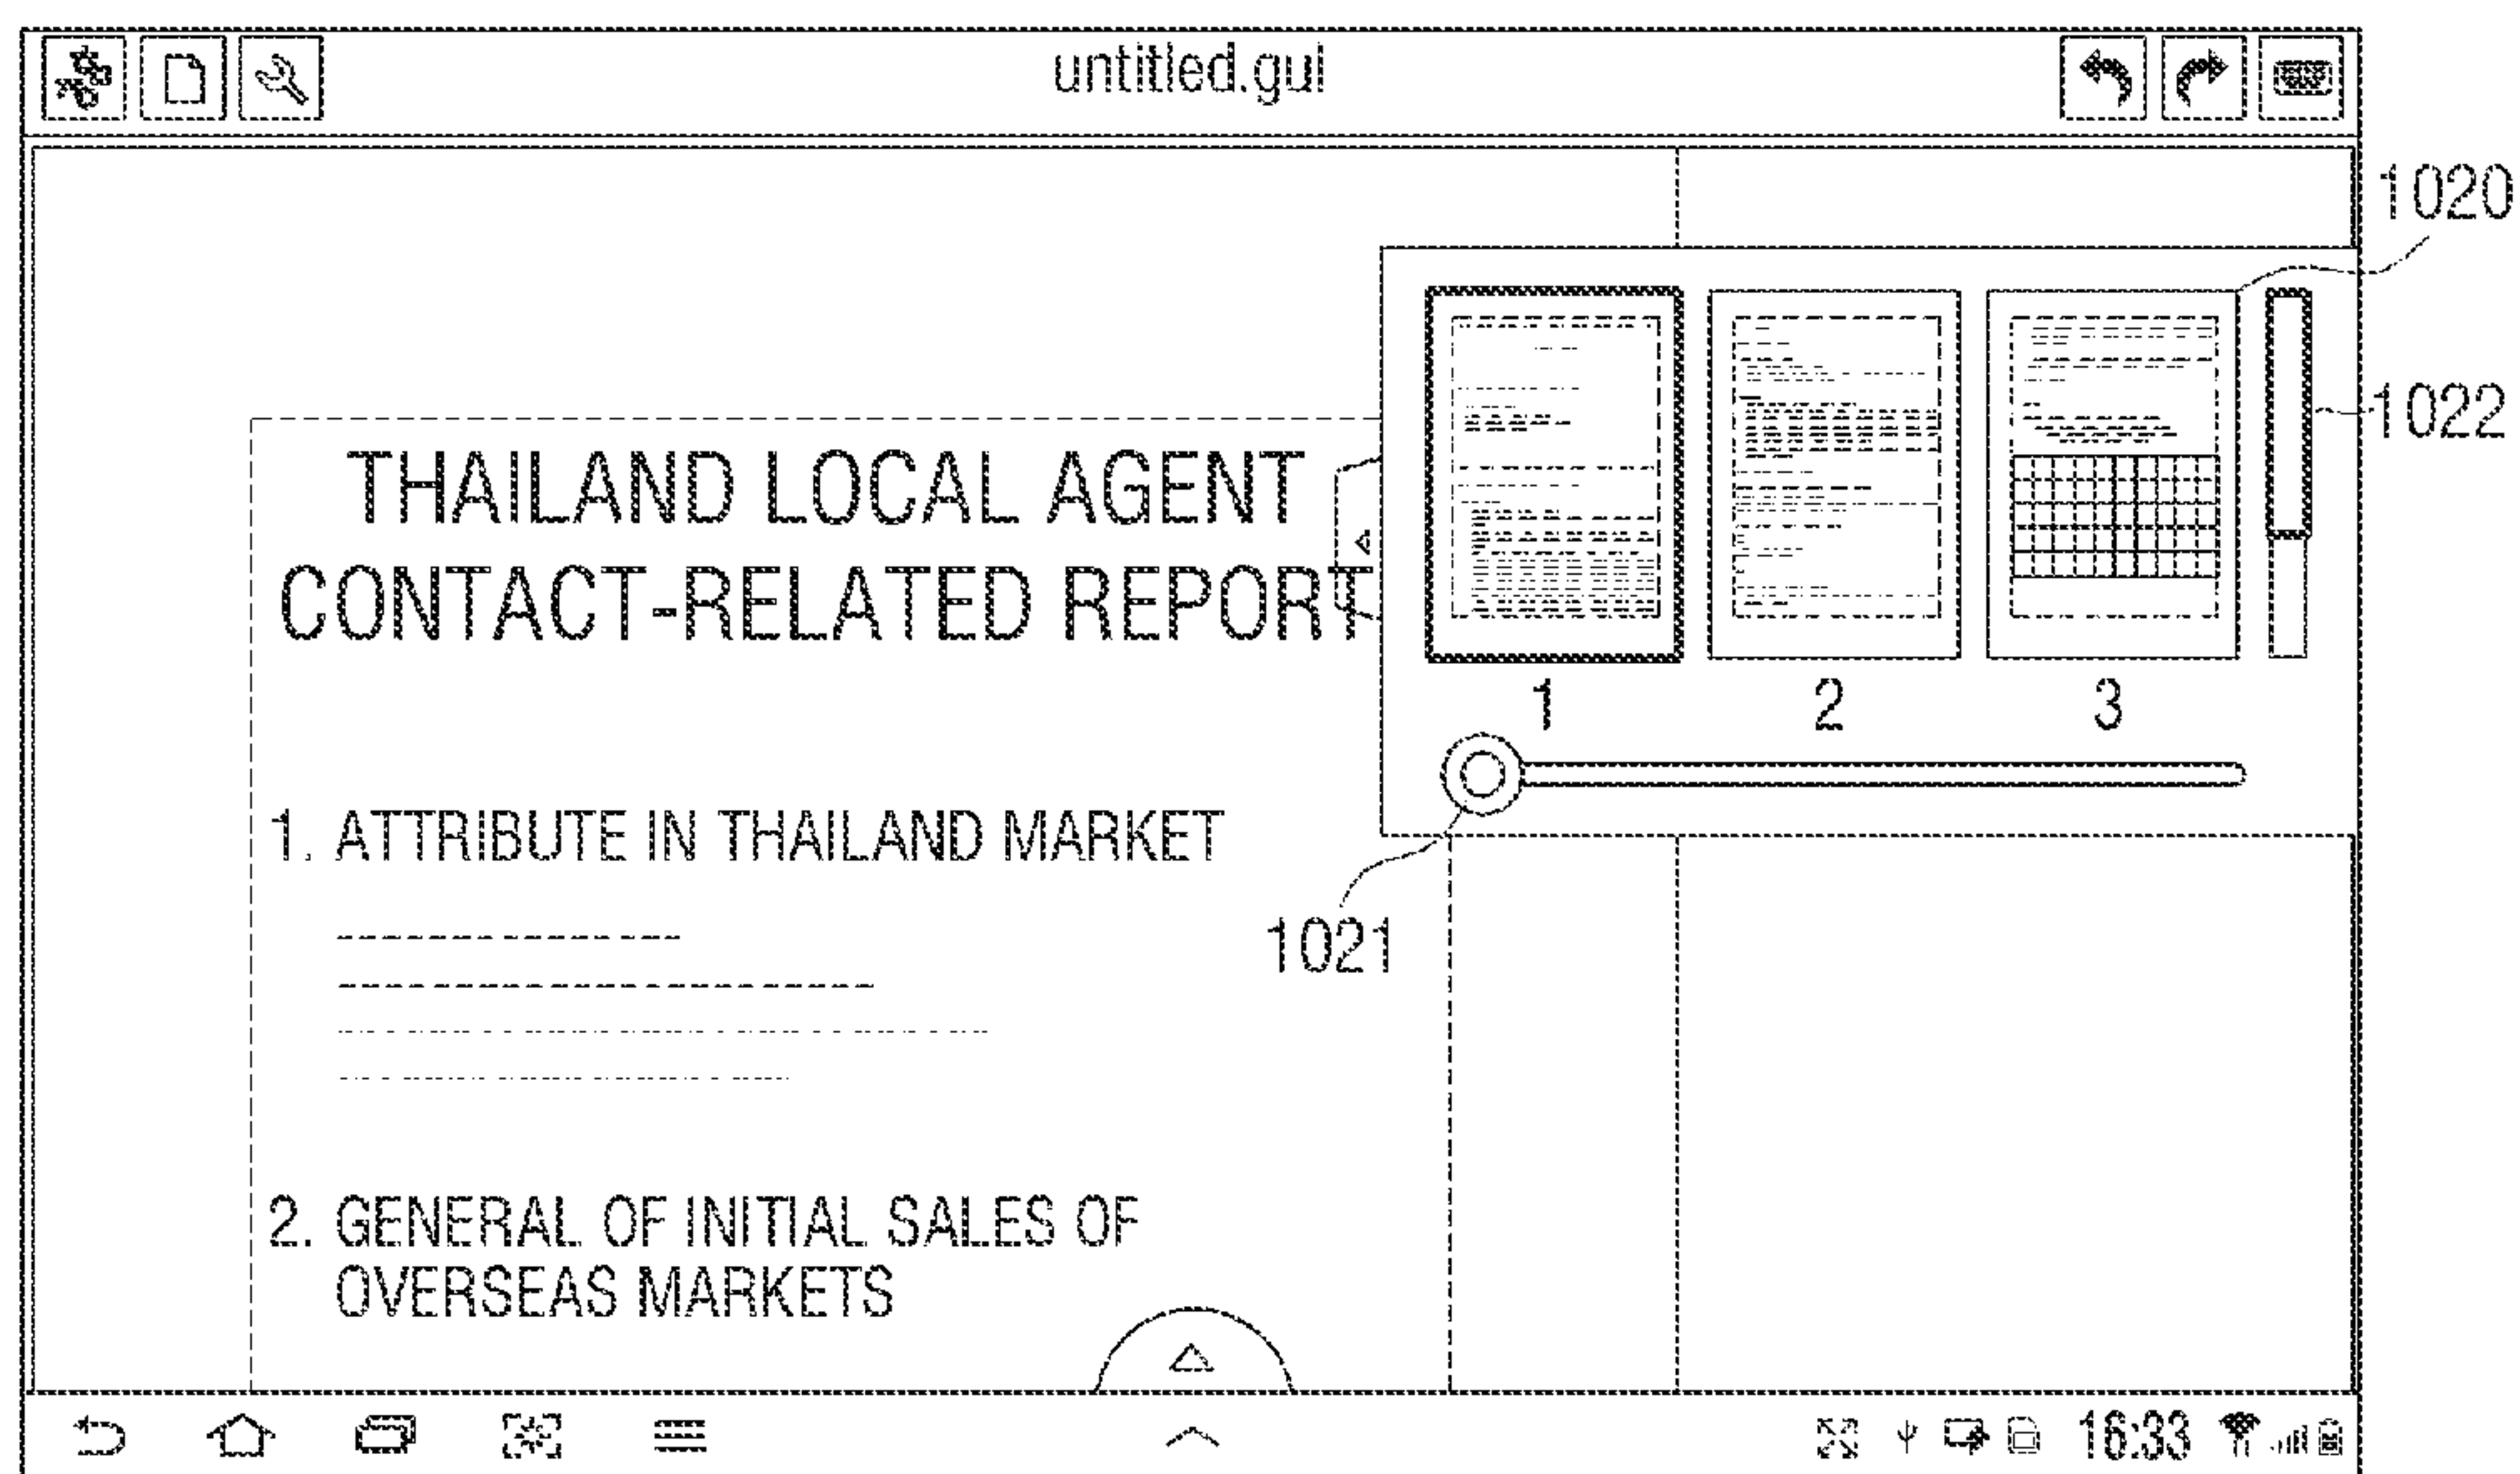 untitled.gul
1020
1022
THAILAND LOCAL AGENT
CONTACT-RELATED REPORT
1 2 3
1. ATTRIBUTE IN THAILAND MARKET
1021
2. GENERAL OF INITIAL SALES OF
OVERSEAS MARKETS
16:33